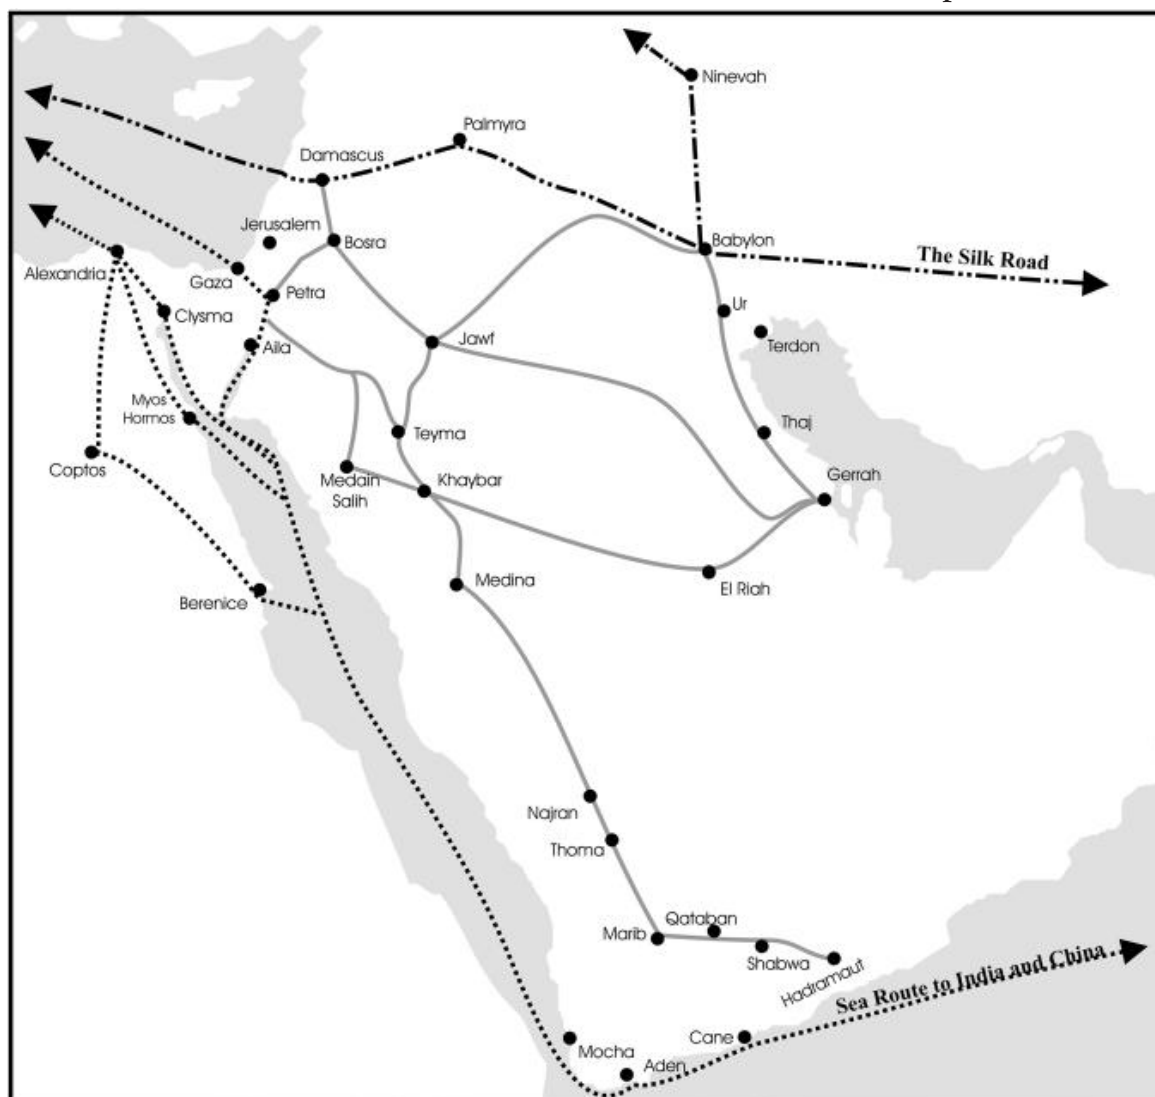 Ninevah
Palmyra
Damascus
Jerusalem
Bosra
Babylon
The Silk Road
Alexandria
Gaza
Petra
Clysma
Ur
Terdon
Aila
Jawf
Myos
Hormos
Teyma
Thaj
Coptos
Medain
Salih
Khaybar
Gerrah
Medina
El Riah
Berenice
Najran
Thoma
Qataban
Marib
Shabwa
Hadramaut
Sea Route to India and China
Cane
Mocha
Aden